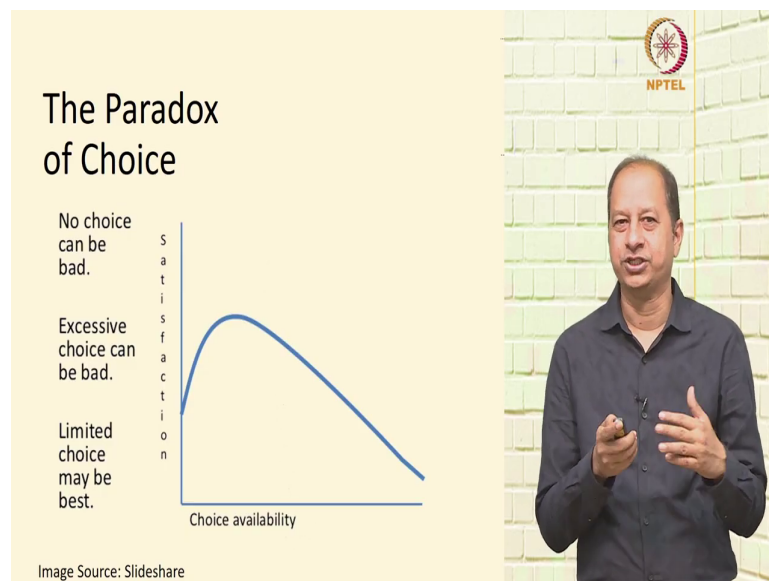 The Paradox
of Choice
No choice
can be
bad.
Excessive
choice can
be bad.
Limited
choice
may be
best.
Satisfaction
Choice availability
Image Source: Slideshare
NPTEL